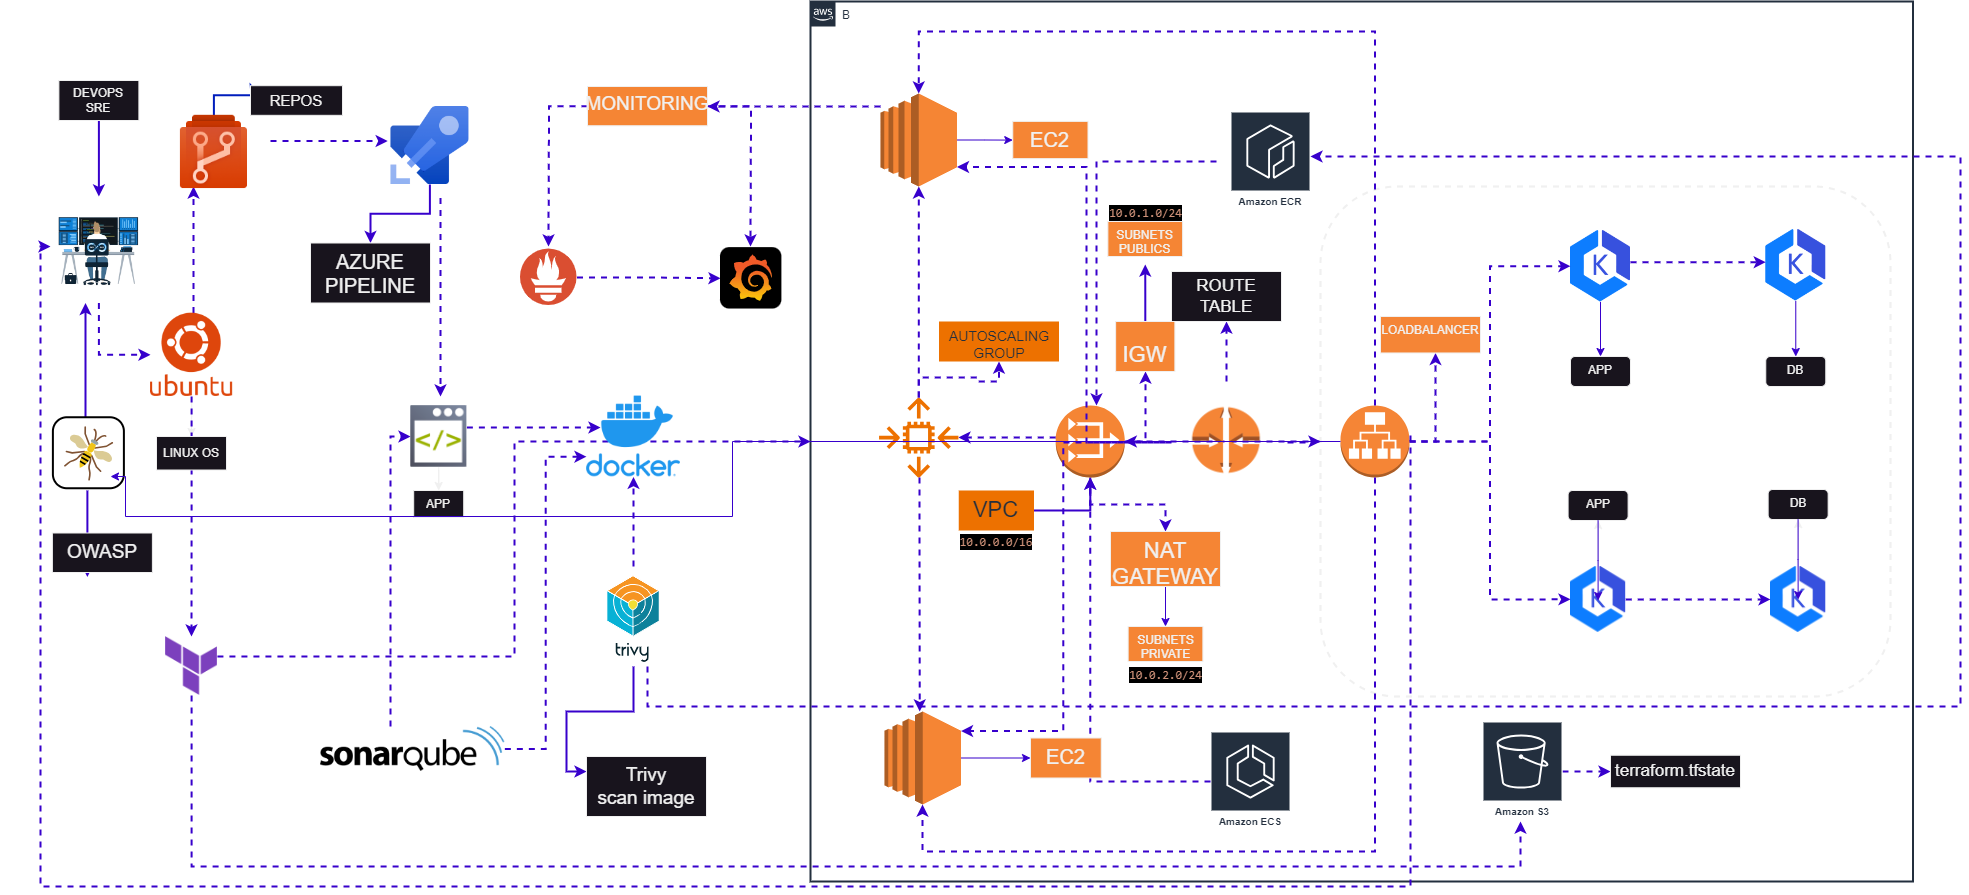 aws
B
DEVOPS
SRE
REPOS
MONITORING
EC2
Amazon ECR
10.0.1.0/24
SUBNETS
PUBLICS
AZURE
PIPELINE
ROUTE
TABLE
K
K
AUTOSCALING
GROUP
IGW
LOADBALANCER
APP
DB
ubuntu
</>
docker
LINUX OS
APP
VPC
10.0.0.0/16
APP
DB
OWASP
NAT
GATEWAY
K
K
SUBNETS
PRIVATE
10.0.2.0/24
trivy
sonarqube
Trivy
scan image
EC2
Amazon ECS
Amazon S3
terraform.tfstate